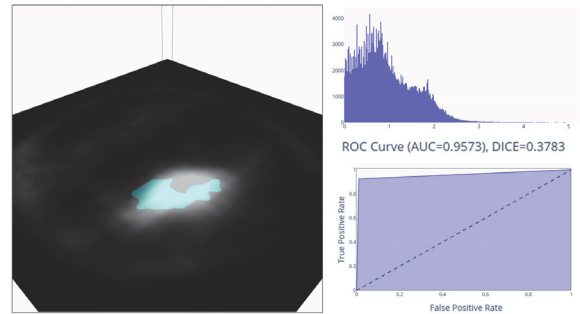 4000
3000
2000
1000
0
0 1 2 3 4 5
ROC Curve (AUC=0.9573), DICE=0.3783
True Positive Rate
1
0.8
0.6
0.4
0.2
0
0 0.2 0.4 0.6 0.8 1
False Positive Rate